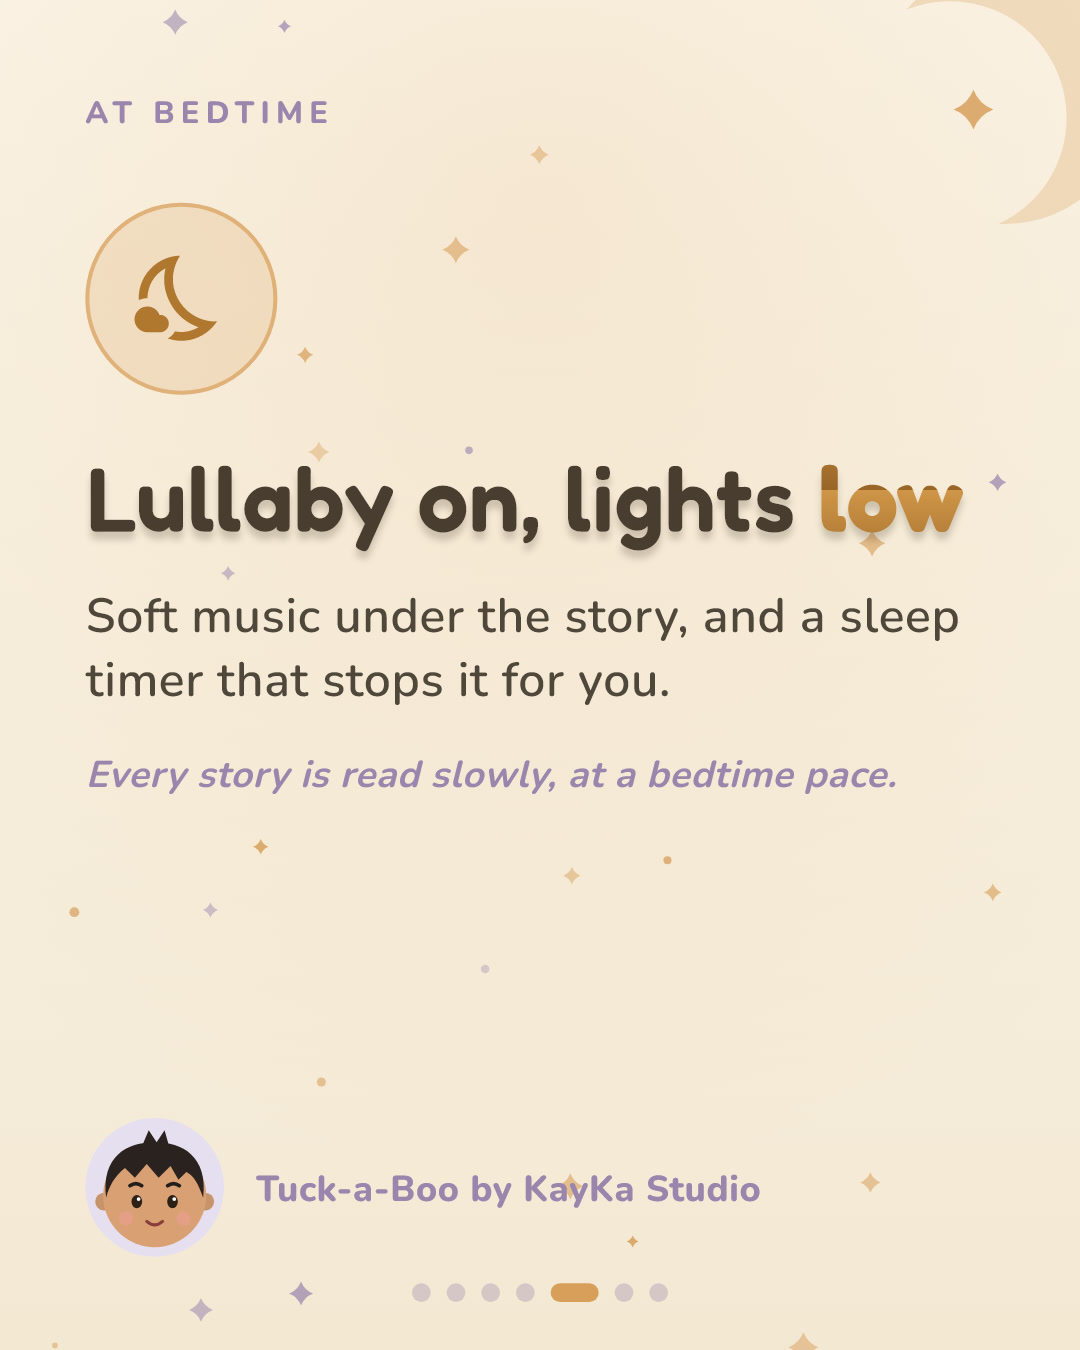 AT BEDTIME
Lullaby on, lights low
Soft music under the story, and a sleep
timer that stops it for you.
Every story is read slowly, at a bedtime pace.
Tuck-a-Boo by KayKa Studio